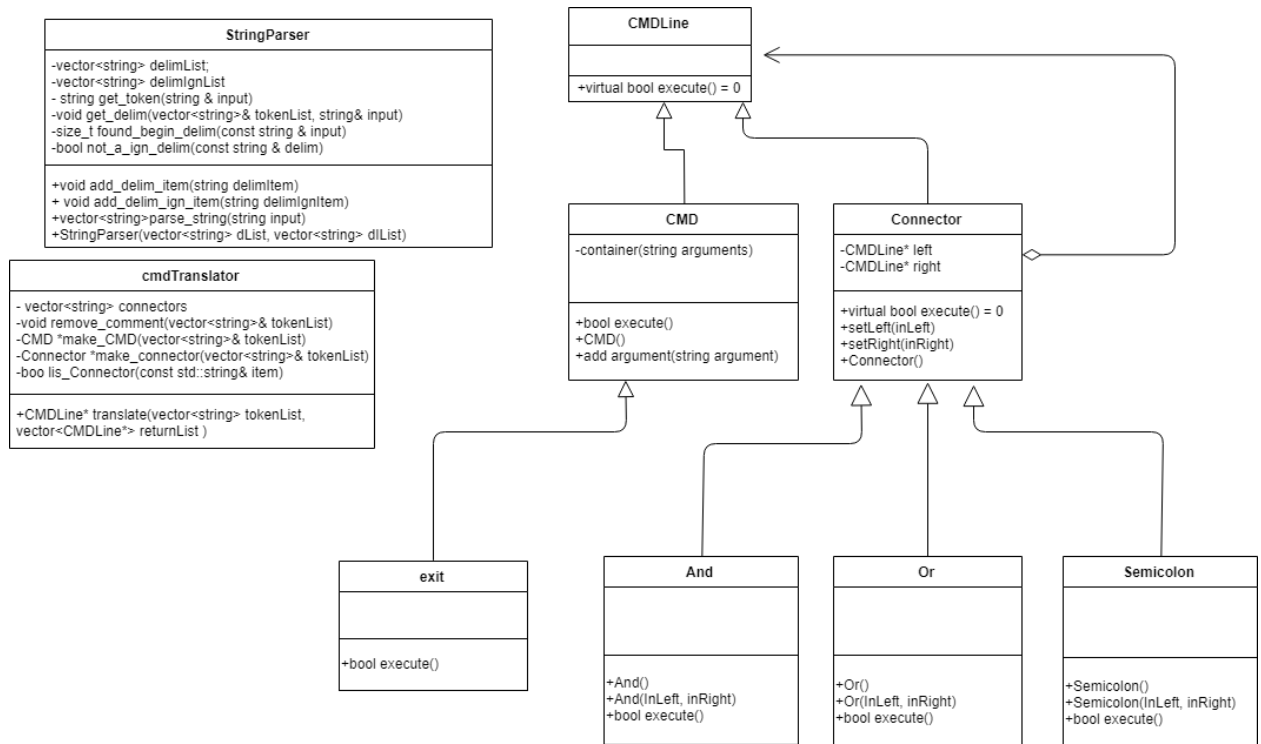 StringParser
-vector<string> delimList;
-vector<string> delimIgnList
- string get_token(string & input)
-void get_delim(vector<string>& tokenList, string& input)
-size_t found_begin_delim(const string & input)
-bool not_a_ign_delim(const string & delim)
+void add_delim_item(string delimItem)
+ void add_delim_ign_item(string delimIgnItem)
+vector<string>parse_string(string input)
+StringParser(vector<string> dList, vector<string> dIList)
cmdTranslator
- vector<string> connectors
-void remove_comment(vector<string>& tokenList)
-CMD *make_CMD(vector<string>& tokenList)
-Connector *make_connector(vector<string>& tokenList)
-boo lis_Connector(const std::string& item)
+CMDLine* translate(vector<string> tokenList,
vector<CMDLine*> returnList )
CMDLine
+virtual bool execute() = 0
CMD
-container(string arguments)
+bool execute()
+CMD()
+add argument(string argument)
Connector
-CMDLine* left
-CMDLine* right
+virtual bool execute() = 0
+setLeft(inLeft)
+setRight(inRight)
+Connector()
exit
+bool execute()
And
+And()
+And(InLeft, inRight)
+bool execute()
Or
+Or()
+Or(InLeft, inRight)
+bool execute()
Semicolon
+Semicolon()
+Semicolon(InLeft, inRight)
+bool execute()